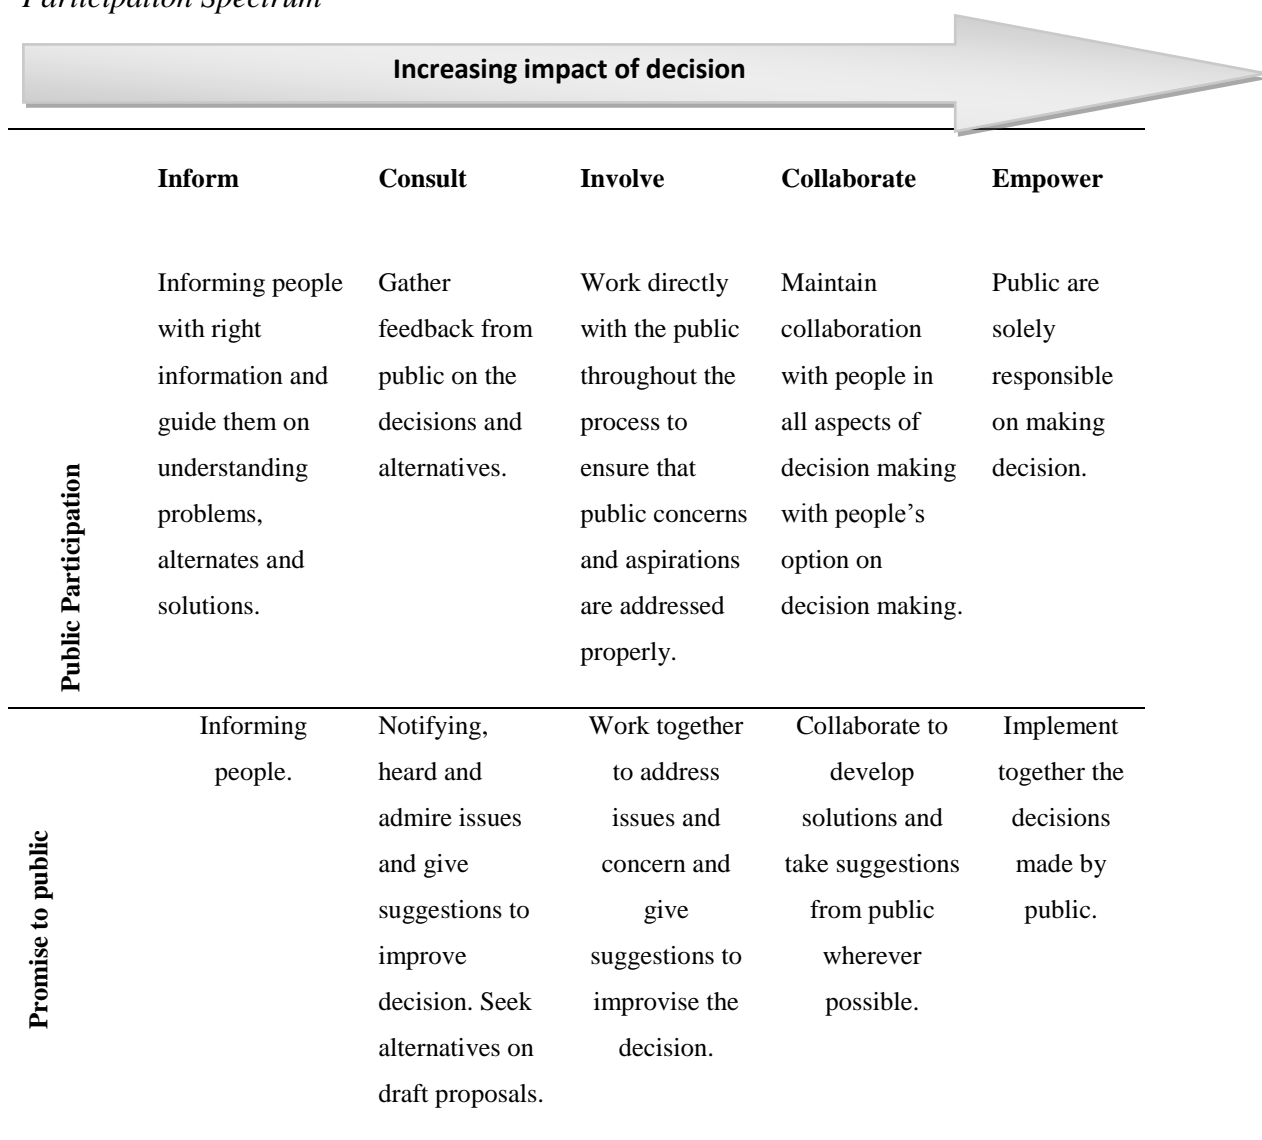 Participation Spectrum
Increasing impact of decision
Inform
Consult
Involve
Collaborate
Empower
Public Participation
Informing people
with right
information and
guide them on
understanding
problems,
alternates and
solutions.
Gather
feedback from
public on the
decisions and
alternatives.
Work directly
with the public
throughout the
process to
ensure that
public concerns
and aspirations
are addressed
properly.
Maintain
collaboration
with people in
all aspects of
decision making
with people’s
option on
decision making.
Public are
solely
responsible
on making
decision.
Promise to public
Informing
people.
Notifying,
heard and
admire issues
and give
suggestions to
improve
decision. Seek
alternatives on
draft proposals.
Work together
to address
issues and
concern and
give
suggestions to
improvise the
decision.
Collaborate to
develop
solutions and
take suggestions
from public
wherever
possible.
Implement
together the
decisions
made by
public.